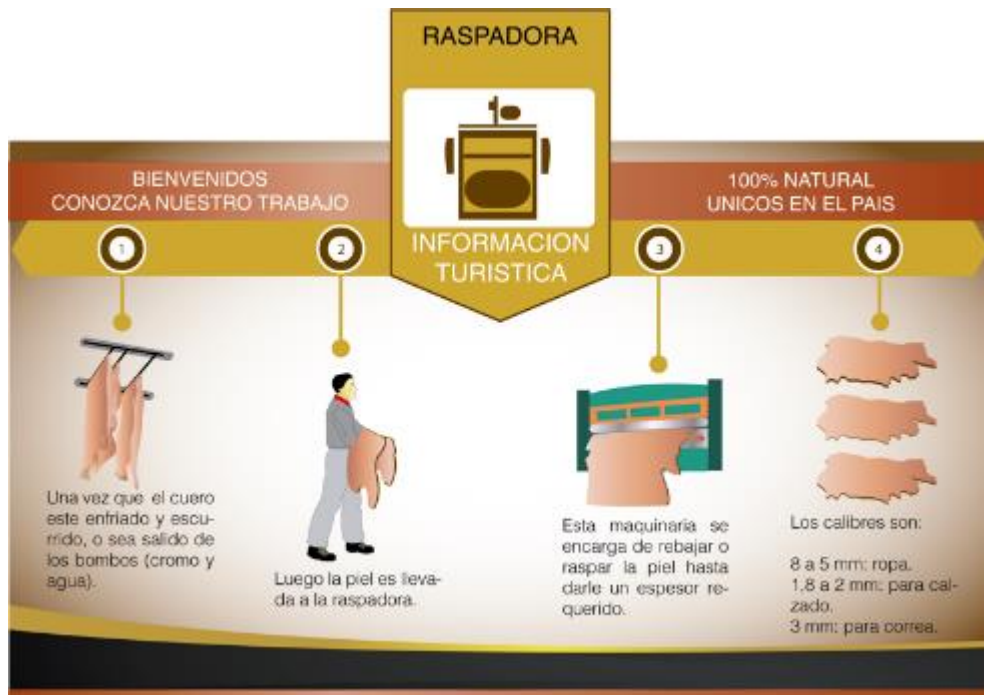 RASPADORA
BIENVENIDOS
CONOZCA NUESTRO TRABAJO
100% NATURAL
UNICOS EN EL PAIS
INFORMACION
TURISTICA
1
2
3
4
Una vez que el cuero
este enfriado y escu-
rrido, o sea salido de
los bombos (cromo y
agua).
Luego la piel es lleva-
da a la raspadora.
Esta maquinaria se
encarga de rebajar o
raspar la piel hasta
darle un espesor re-
querido.
Los calibres son:
8 a 5 mm: ropa.
1.8 a 2 mm: para cal-
zado.
3 mm: para correa.